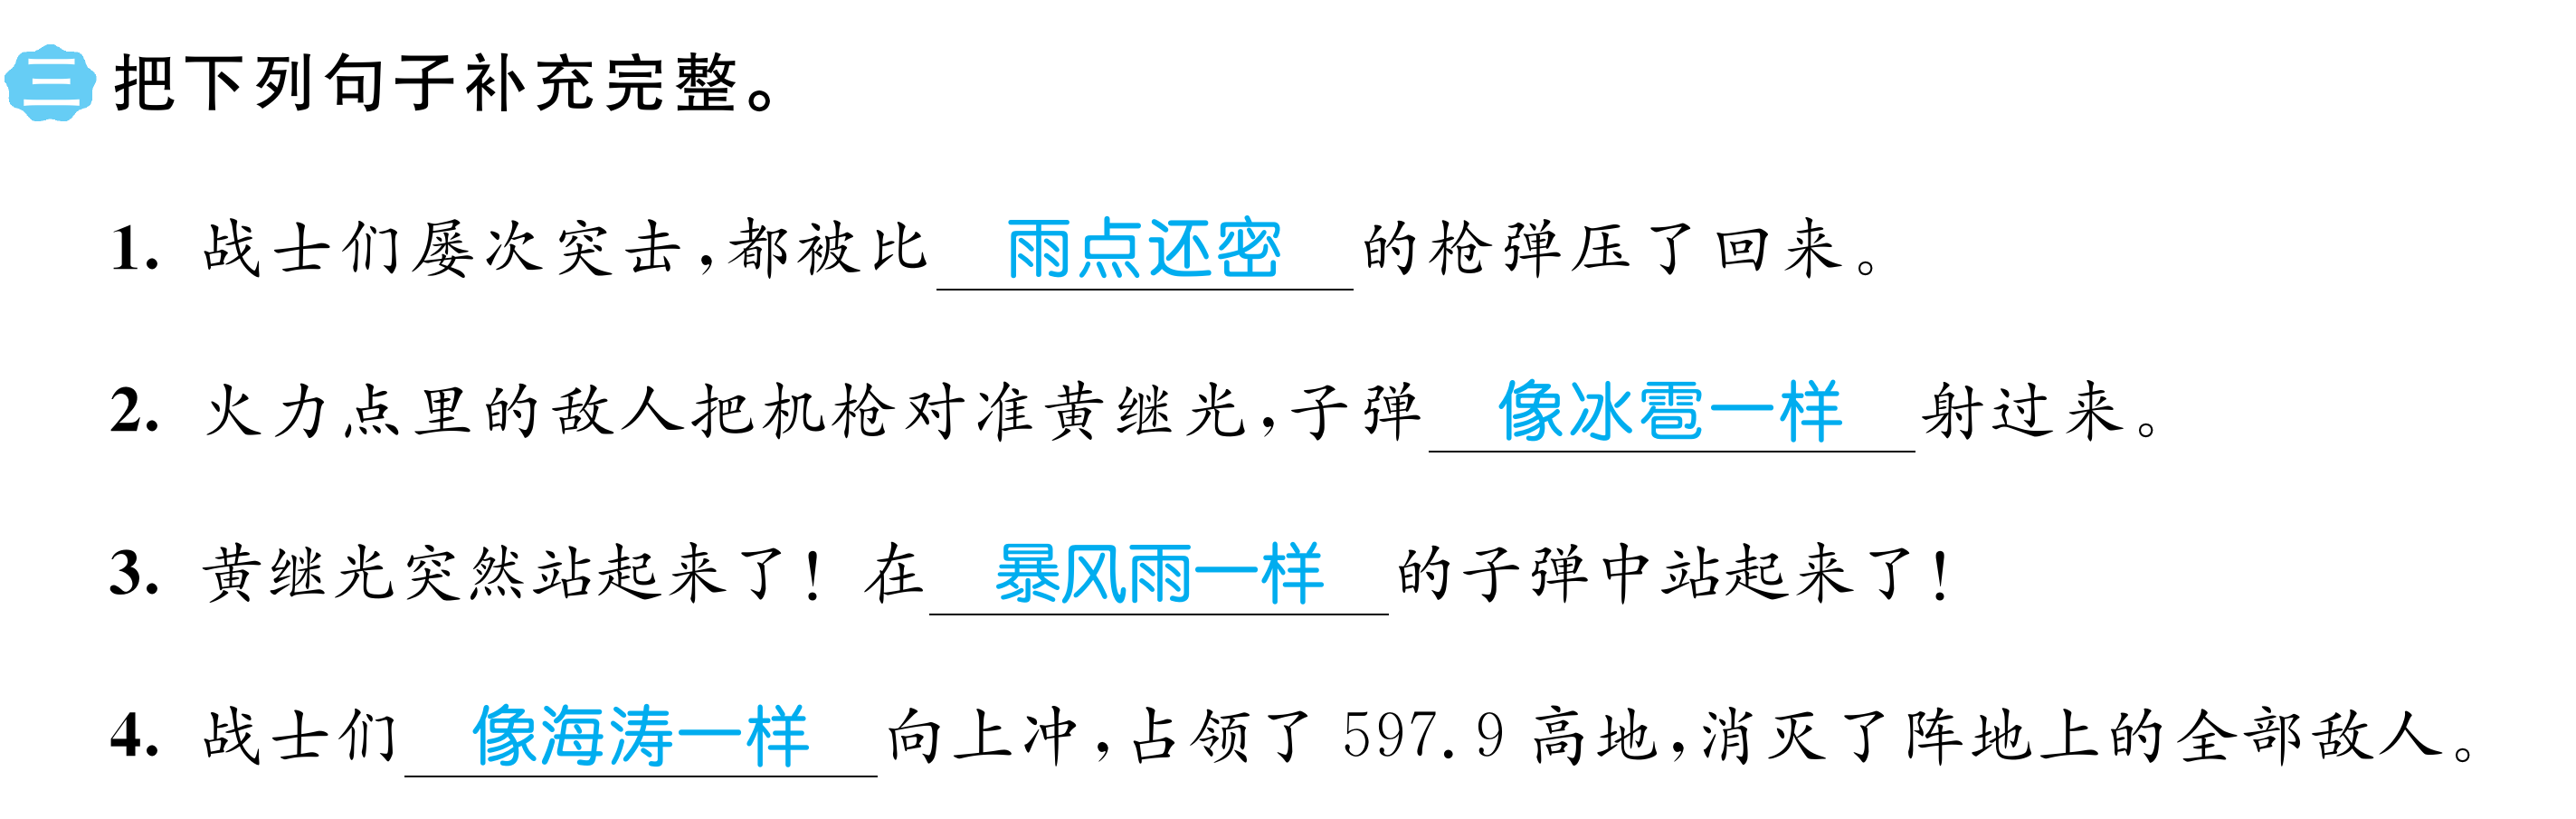 三 把下列句子补充完整。
1. 战士们屡次突击,都被比 雨点还密 的枪弹压了回来。
2. 火力点里的敌人把机枪对准黄继光,子弹 像冰雹一样 射过来。
3. 黄继光突然站起来了! 在 暴风雨一样 的子弹中站起来了!
4. 战士们 像海涛一样 向上冲,占领了 597.9 高地,消灭了阵地上的全部敌人。